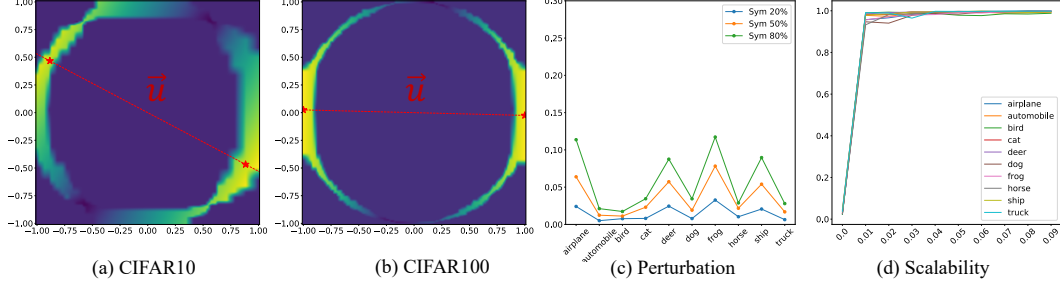 1.00
0.75
0.50
0.25
0.00
−0.25
−0.50
−0.75
−1.00
−1.00 −0.75 −0.50 −0.25 0.00 0.25 0.50 0.75 1.00
u
(a) CIFAR10
1.00
0.75
0.50
0.25
0.00
−0.25
−0.50
−0.75
−1.00
−1.00 −0.75 −0.50 −0.25 0.00 0.25 0.50 0.75 1.00
u
(b) CIFAR100
0,30
0,25
0,20
0,15
0,10
0,05
0.00
Sym 20%
Sym 50%
Sym 80%
airplane automobile bird cat deer dog frog horse ship truck
(c) Perturbation
1.0
0.8
0.6
0.4
0.2
0.0
airplane
automobile
bird
cat
deer
dog
frog
horse
ship
truck
0.0 0.01 0.02 0.03 0.04 0.05 0.06 0.07 0.08 0.09
(d) Scalability